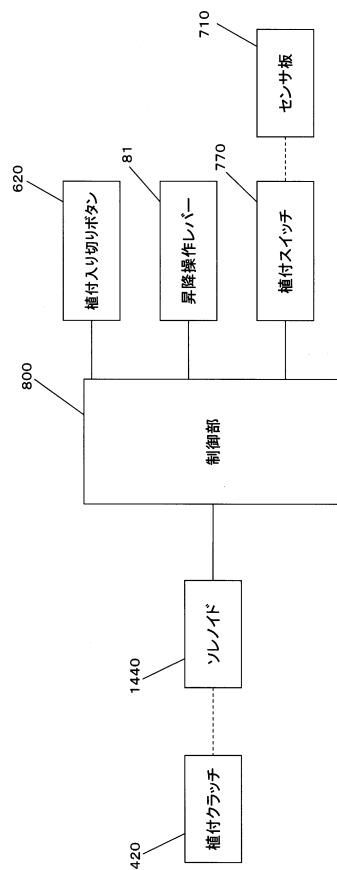 620
植付入り切りボタン
81
昇降操作レバー
770
植付スイッチ
710
センサ板
800
制御部
1440
ソレノイド
420
植付クラッチ